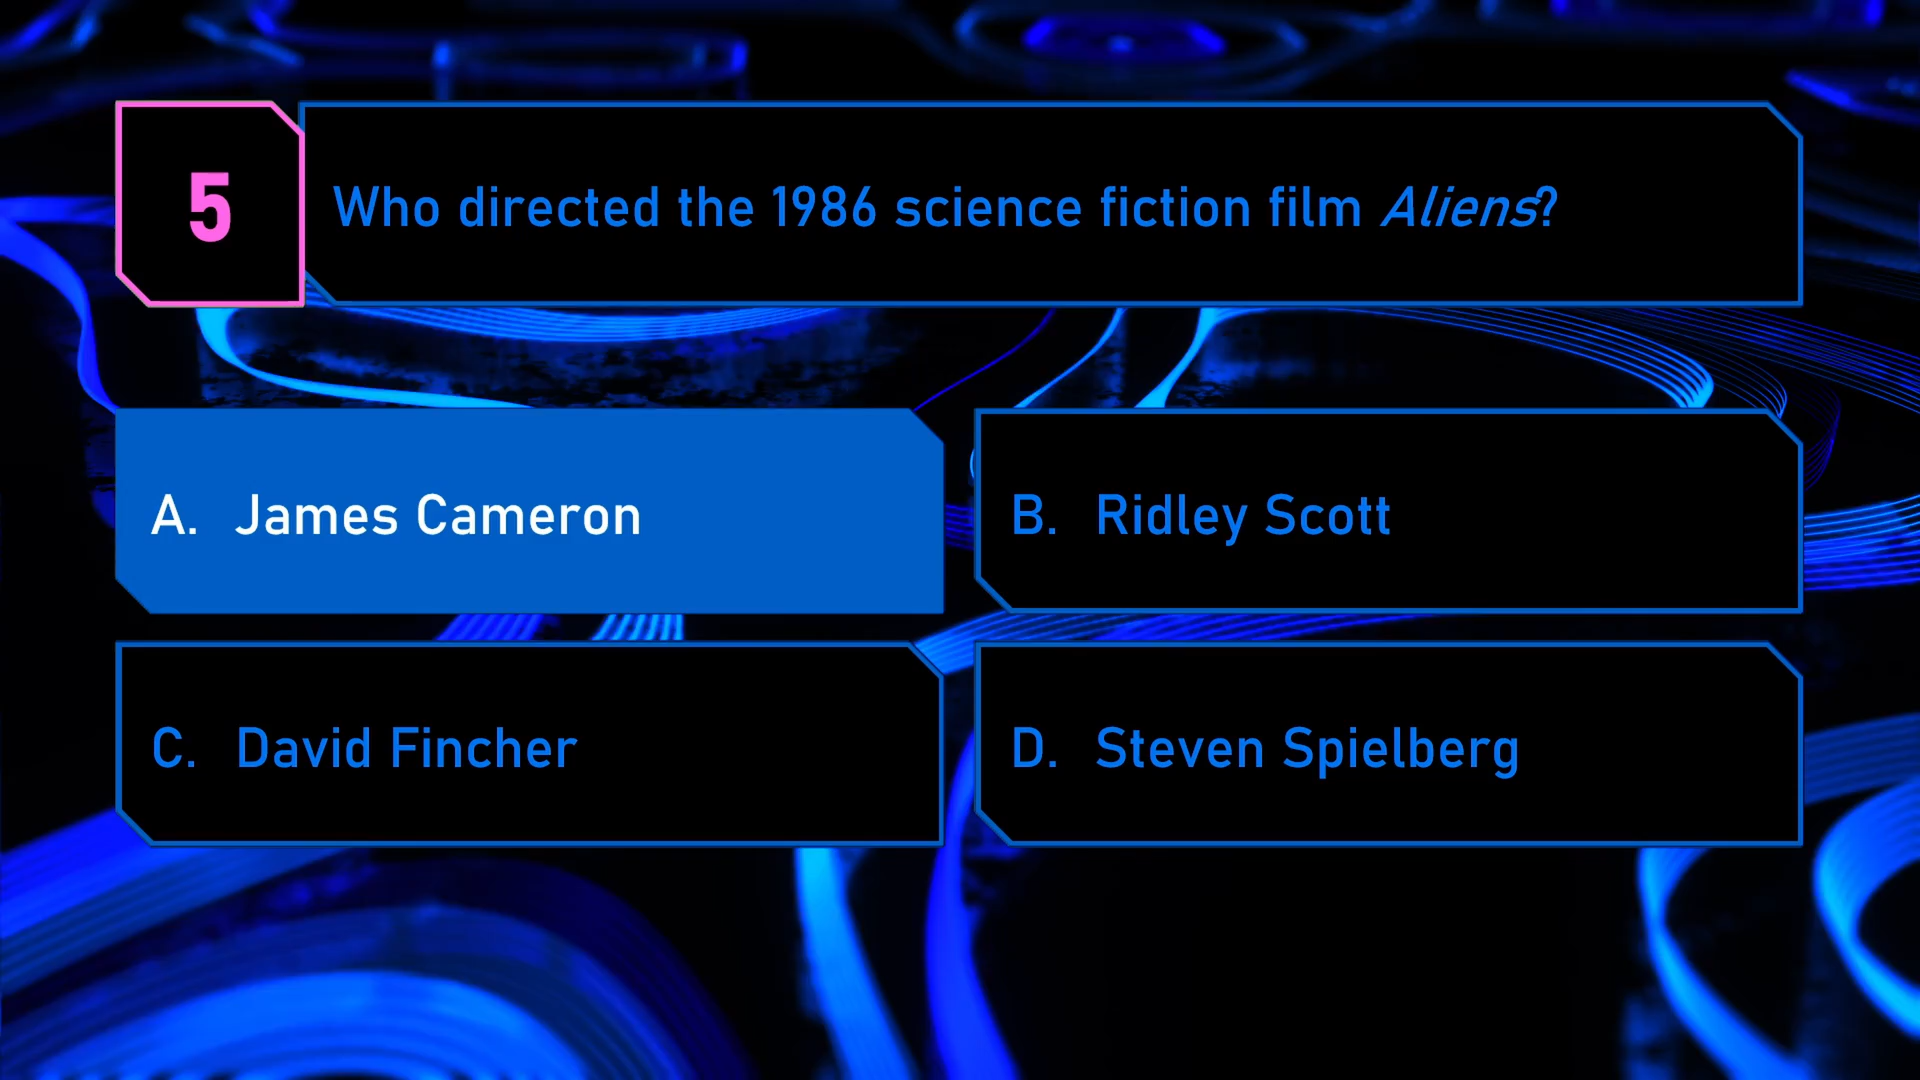 5
Who directed the 1986 science fiction film Aliens?
A. James Cameron
B. Ridley Scott
C. David Fincher
D. Steven Spielberg